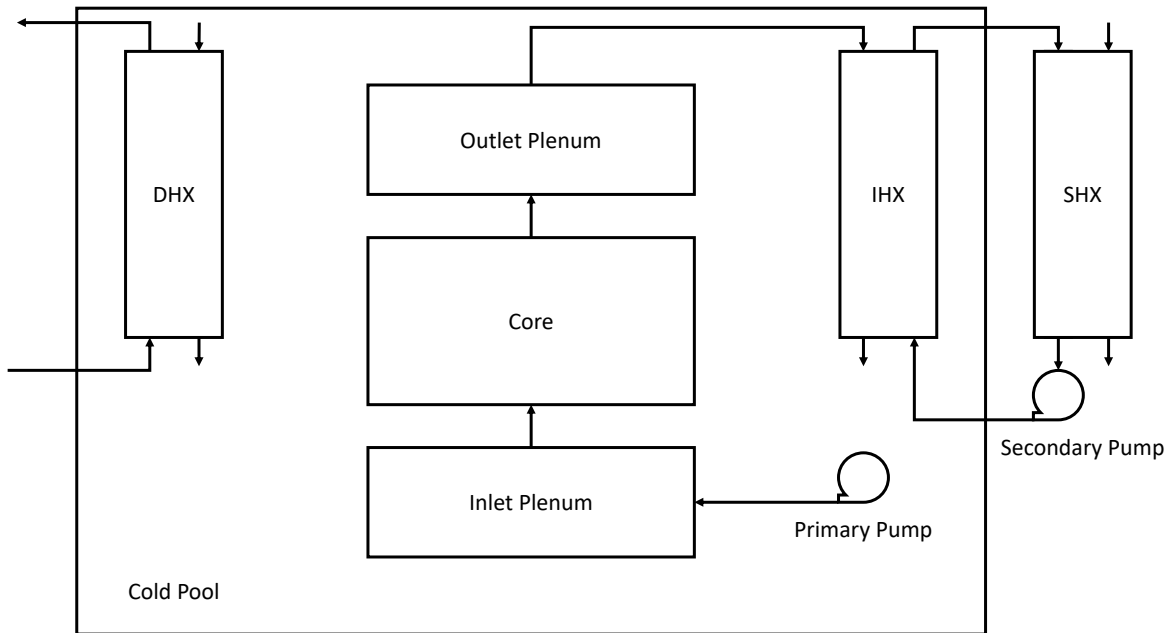 Outlet Plenum
DHX
IHX
SHX
Core
Secondary Pump
Inlet Plenum
Primary Pump
Cold Pool